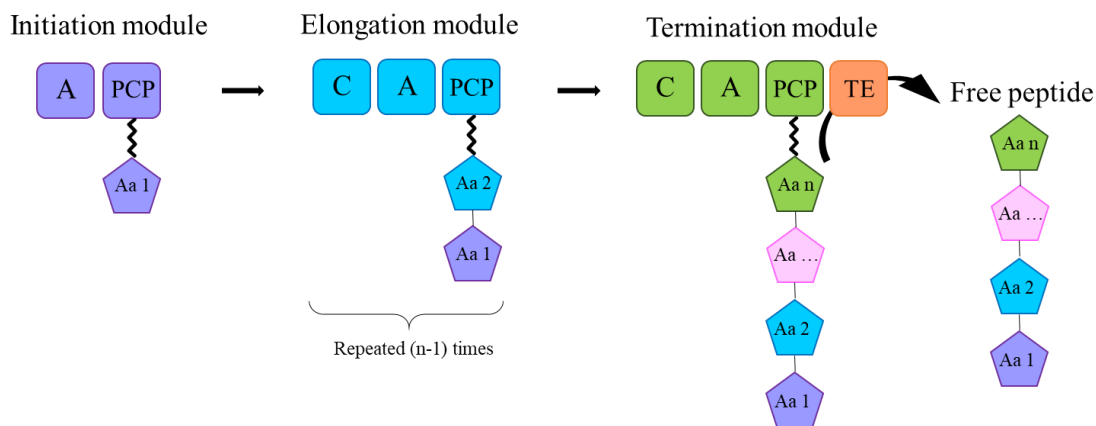 Initiation module
Elongation module
Termination module
A PCP
C A PCP
C A PCP TE
Free peptide
Aa 1
Aa 2
Aa 1
Aa n
Aa ...
Aa 2
Aa 1
Aa n
Aa ...
Aa 2
Aa 1
Repeated (n-1) times